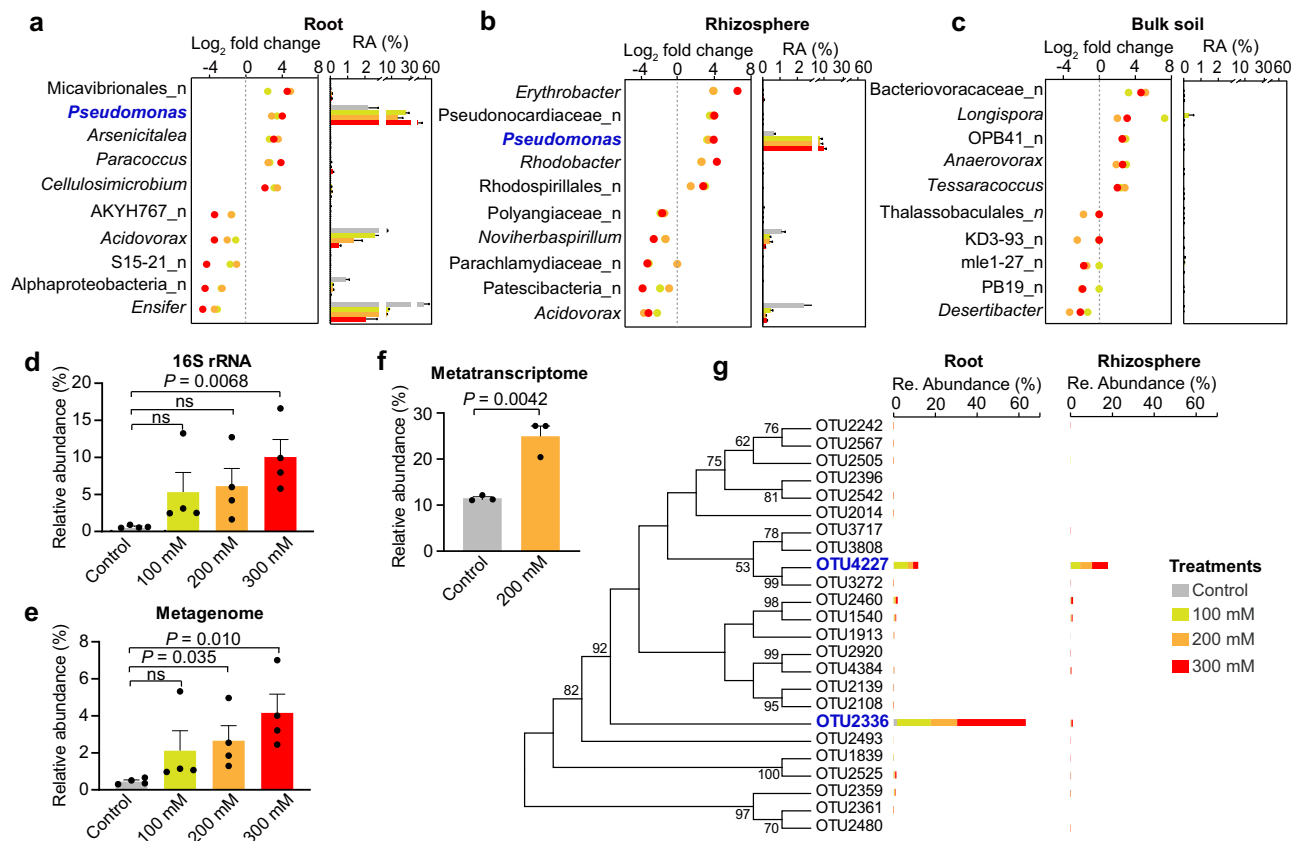 a
Root
Log2 fold change
RA (%)
-4 0 4 8
0 1 2 10 30 60
Micavibrionales_n
Pseudomonas
Arsenicitalea
Paracoccus
Cellulosimicrobium
AKYH767_n
Acidovorax
S15-21_n
Alphaproteobacteria_n
Ensifer
b
Rhizosphere
Log2 fold change
RA (%)
-4 0 4 8
0 1 2 10 30 60
Erythrobacter
Pseudonocardiaceae_n
Pseudomonas
Rhodobacter
Rhodospirillales_n
Polyangiaceae_n
Noviherbaspirillum
Parachlamydiaceae_n
Patescibacteria_n
Acidovorax
c
Bulk soil
Log2 fold change
RA (%)
-4 0 4 8
0 1 2 10 30 60
Bacteriovoracaceae_n
Longispora
OPB41_n
Anaerovorax
Tessaracoccus
Thalassobaculales_n
KD3-93_n
mle1-27_n
PB19_n
Desertibacter
d
16S rRNA
Relative abundance (%)
20
15
10
5
0
P = 0.0068
ns
ns
Control
100 mM
200 mM
300 mM
e
Metagenome
Relative abundance (%)
8
6
4
2
0
P = 0.010
P = 0.035
ns
Control
100 mM
200 mM
300 mM
f
Metatranscriptome
Relative abundance (%)
30
20
10
0
P = 0.0042
Control
200 mM
g
Root
Re. Abundance (%)
0 20 40 60
Rhizosphere
Re. Abundance (%)
0 20 40 60
76
62
75
81
78
53
99
98
99
95
92
82
100
97
70
OTU2242
OTU2567
OTU2505
OTU2396
OTU2542
OTU2014
OTU3717
OTU3808
OTU4227
OTU3272
OTU2460
OTU1540
OTU1913
OTU2920
OTU4384
OTU2139
OTU2108
OTU2336
OTU2493
OTU1839
OTU2525
OTU2359
OTU2361
OTU2480
Treatments
Control
100 mM
200 mM
300 mM